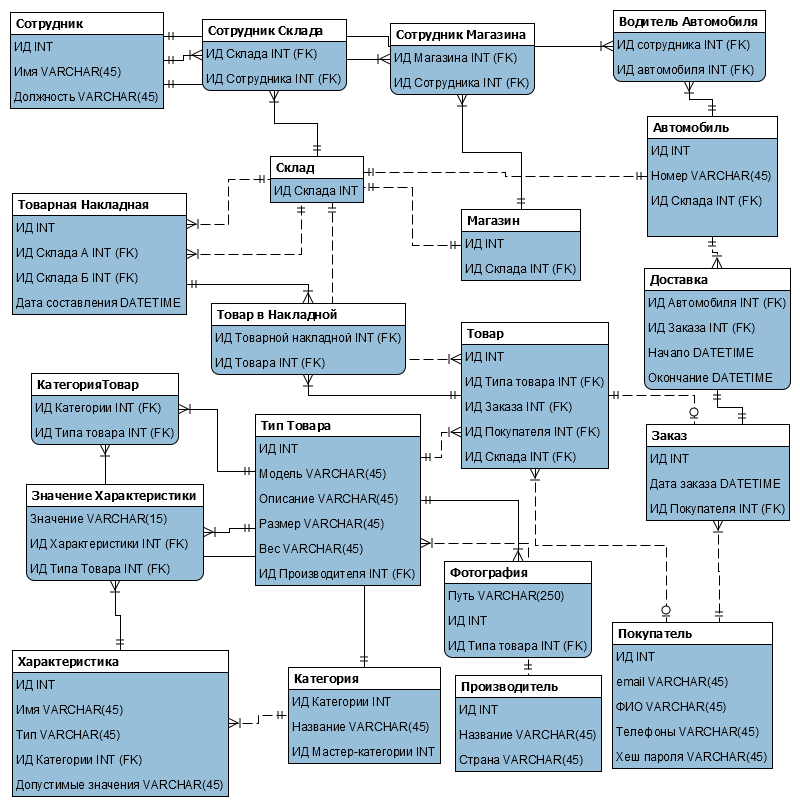 Сотрудник
ИД INT
Имя VARCHAR(45)
Должность VARCHAR(45)
Сотрудник Склада
ИД Склада INT (FK)
ИД Сотрудника INT (FK)
Сотрудник Магазина
ИД Магазина INT (FK)
ИД Сотрудника INT (FK)
Водитель Автомобиля
ИД сотрудника INT (FK)
ИД автомобиля INT (FK)
Автомобиль
ИД INT
Номер VARCHAR(45)
ИД Склада INT (FK)
Склад
ИД Склада INT
Товарная Накладная
ИД INT
ИД Склада А INT (FK)
ИД Склада Б INT (FK)
Дата составления DATETIME
Магазин
ИД INT
ИД Склада INT (FK)
Доставка
ИД Автомобиля INT (FK)
ИД Заказа INT (FK)
Начало DATETIME
Окончание DATETIME
Товар в Накладной
ИД Товарной накладной INT (FK)
ИД Товара INT (FK)
Товар
ИД INT
ИД Типа товара INT (FK)
ИД Заказа INT (FK)
ИД Покупателя INT (FK)
ИД Склада INT (FK)
КатегорияТовар
ИД Категории INT (FK)
ИД Типа товара INT (FK)
Тип Товара
ИД INT
Модель VARCHAR(45)
Описание VARCHAR(45)
Размер VARCHAR(45)
Вес VARCHAR(45)
ИД Производителя INT (FK)
Заказ
ИД INT
Дата заказа DATETIME
ИД Покупателя INT (FK)
Значение Характеристики
Значение VARCHAR(15)
ИД Характеристики INT (FK)
ИД Типа Товара INT (FK)
Фотография
Путь VARCHAR(250)
ИД INT
ИД Типа товара INT (FK)
Покупатель
ИД INT
email VARCHAR(45)
ФИО VARCHAR(45)
Телефоны VARCHAR(45)
Хеш пароля VARCHAR(45)
Характеристика
ИД INT
Имя VARCHAR(45)
Тип VARCHAR(45)
ИД Категории INT (FK)
Допустимые значения VARCHAR(45)
Категория
ИД Категории INT
Название VARCHAR(45)
ИД Мастер-категории INT
Производитель
ИД INT
Название VARCHAR(45)
Страна VARCHAR(45)